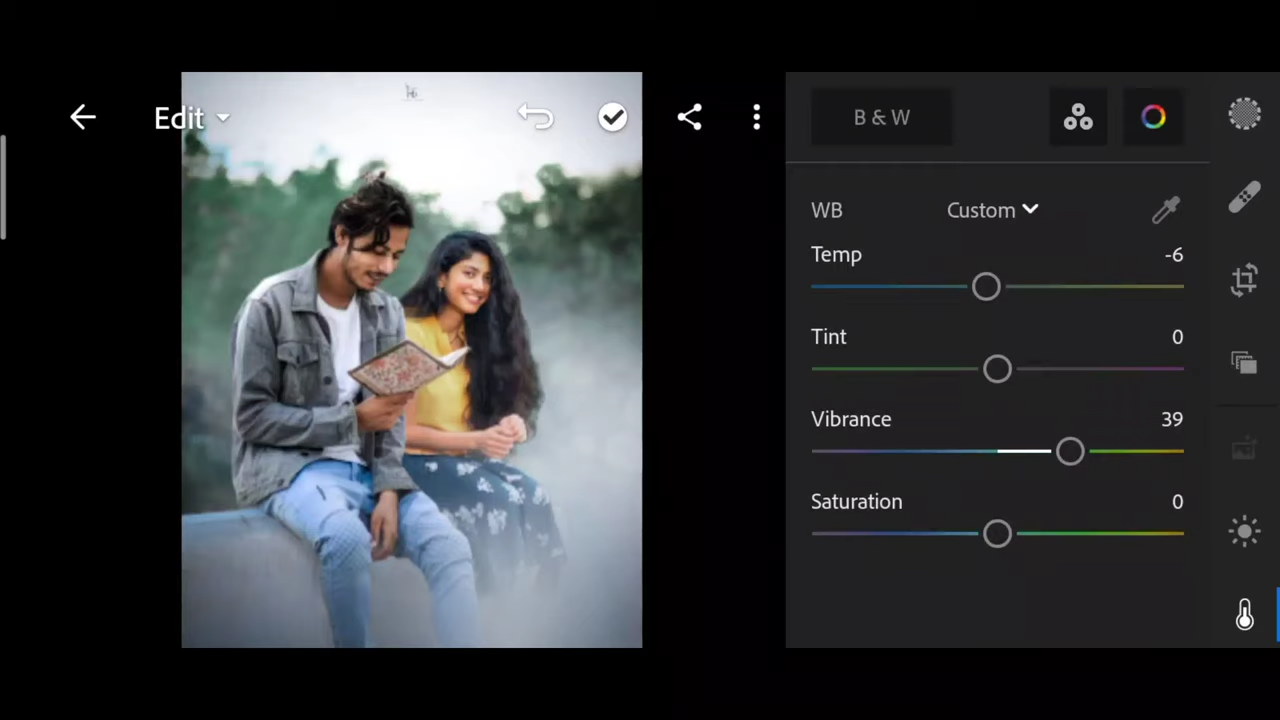 Edit
B & W
WB Custom
Temp -6
Tint 0
Vibrance 39
Saturation 0